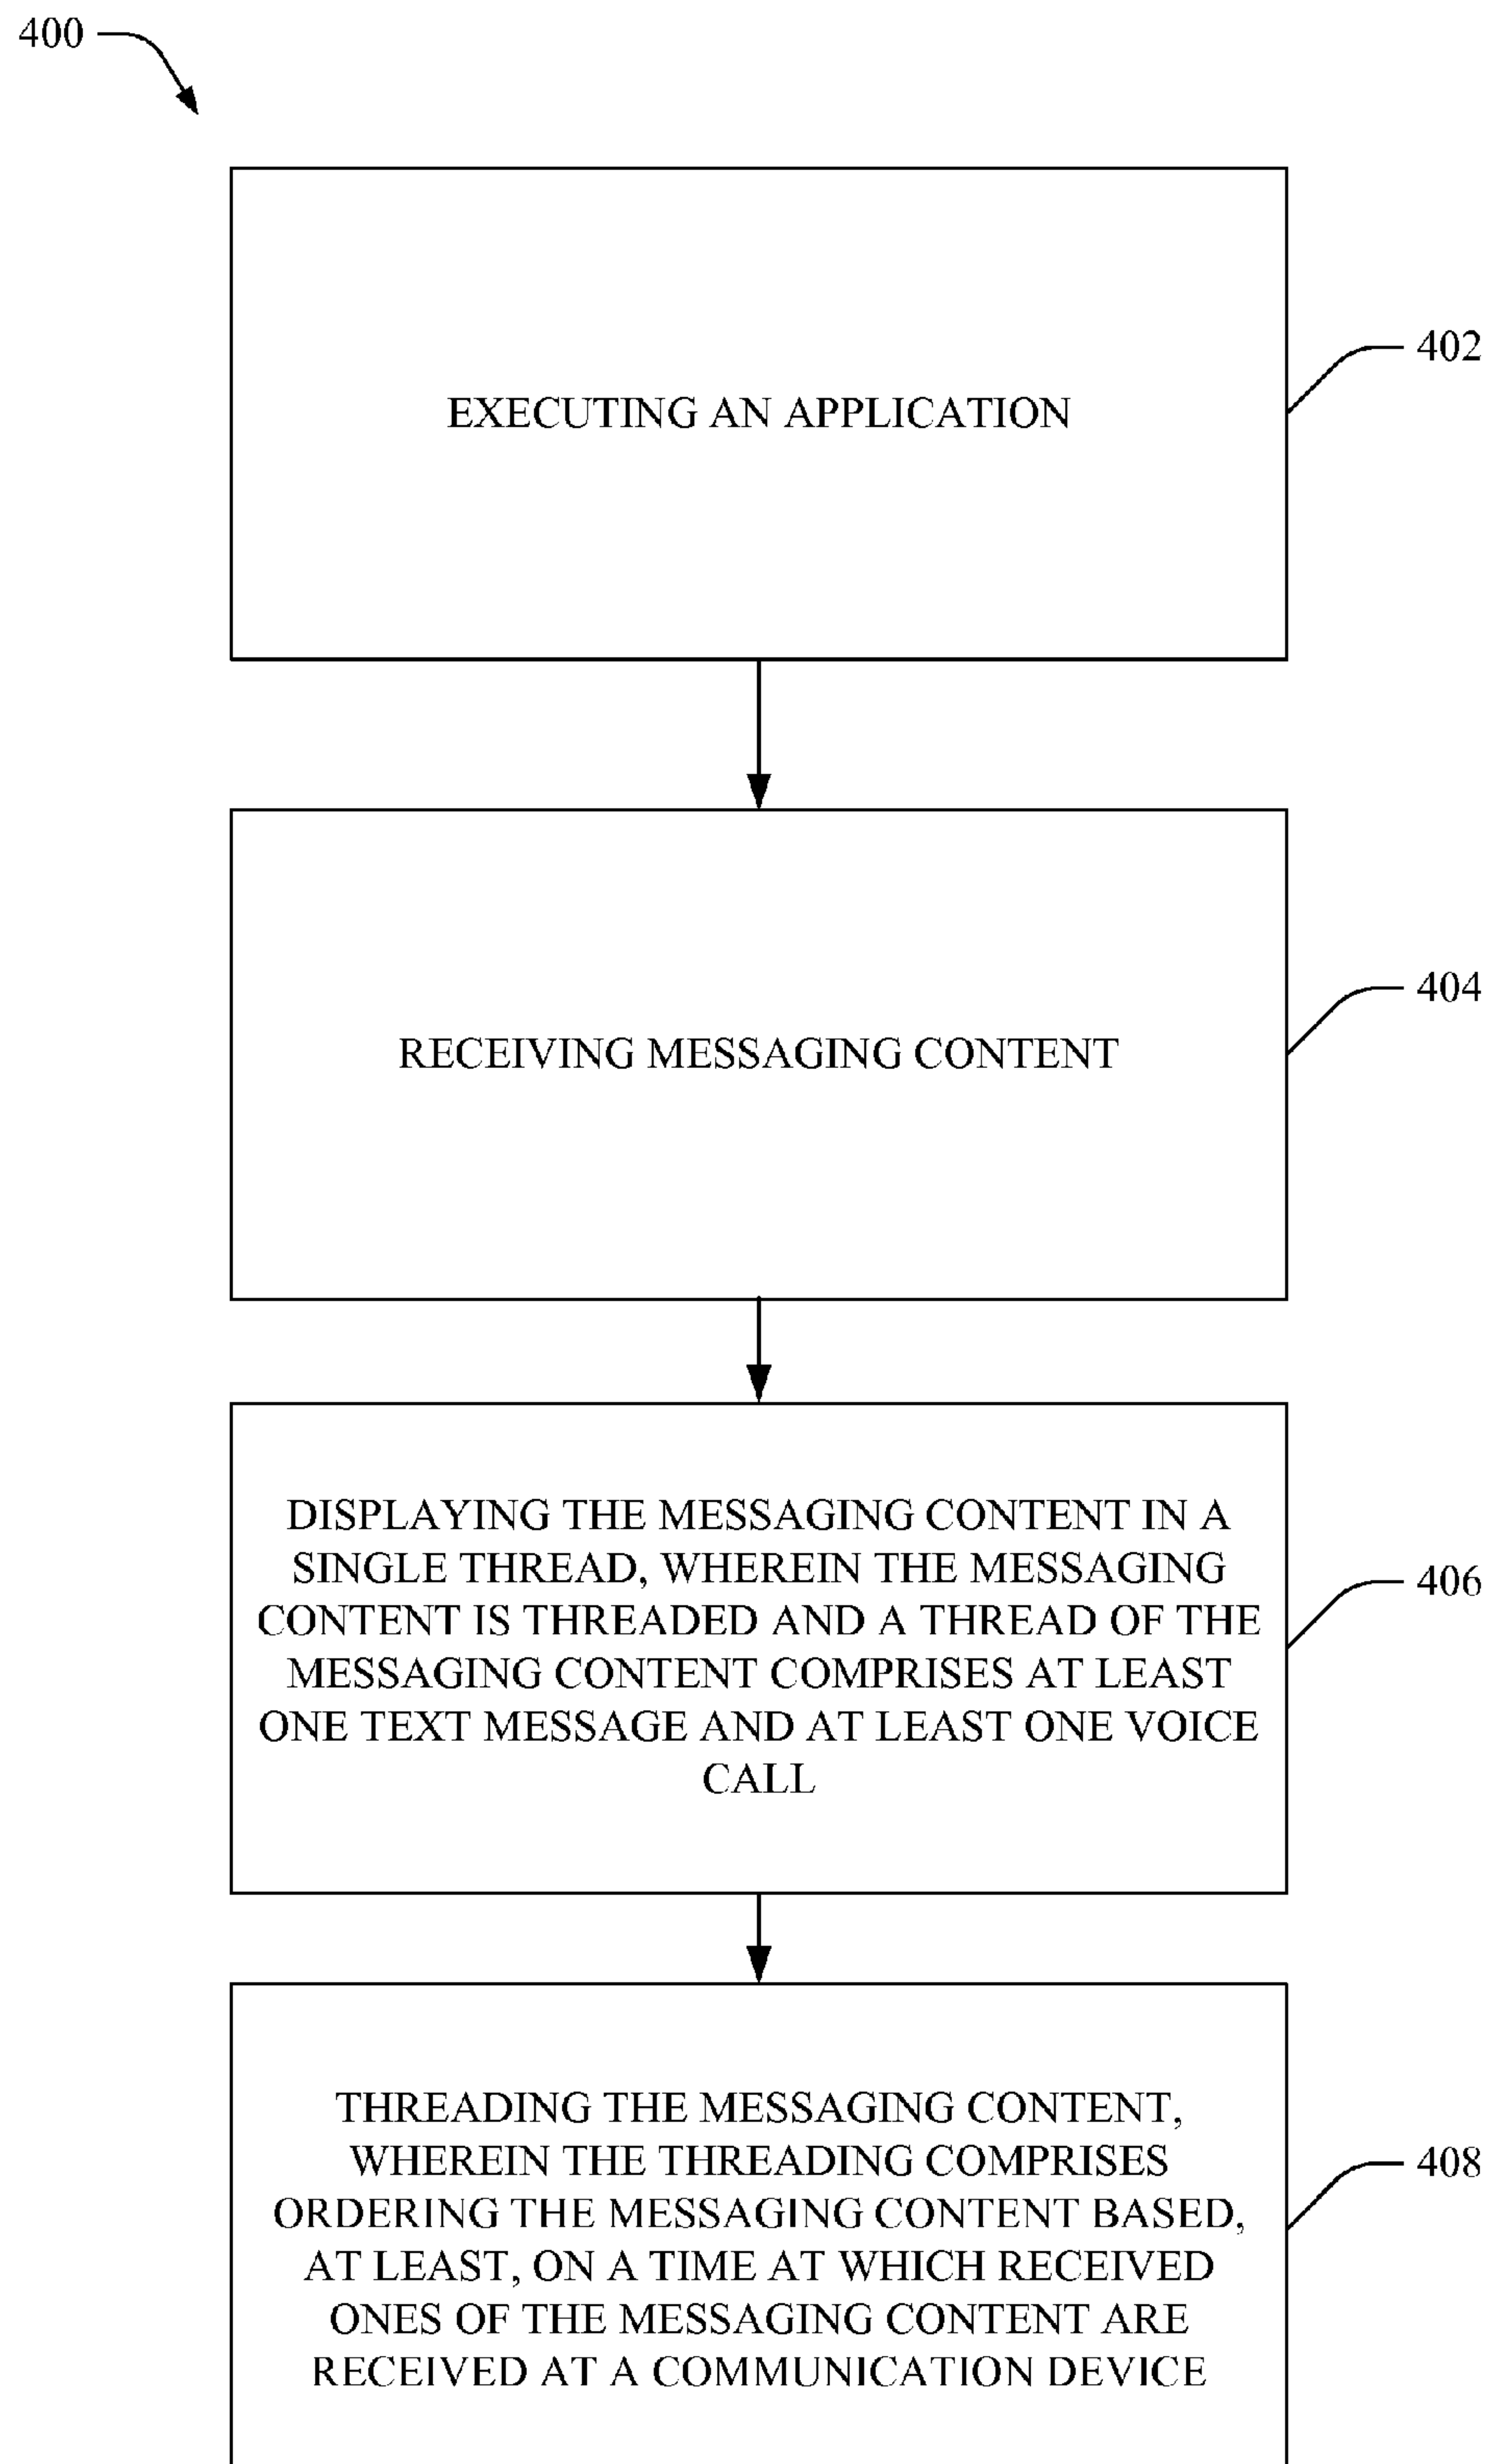 400
EXECUTING AN APPLICATION
402
RECEIVING MESSAGING CONTENT
404
DISPLAYING THE MESSAGING CONTENT IN A
SINGLE THREAD, WHEREIN THE MESSAGING
CONTENT IS THREADED AND A THREAD OF THE
MESSAGING CONTENT COMPRISES AT LEAST
ONE TEXT MESSAGE AND AT LEAST ONE VOICE
CALL
406
THREADING THE MESSAGING CONTENT,
WHEREIN THE THREADING COMPRISES
ORDERING THE MESSAGING CONTENT BASED,
AT LEAST, ON A TIME AT WHICH RECEIVED
ONES OF THE MESSAGING CONTENT ARE
RECEIVED AT A COMMUNICATION DEVICE
408